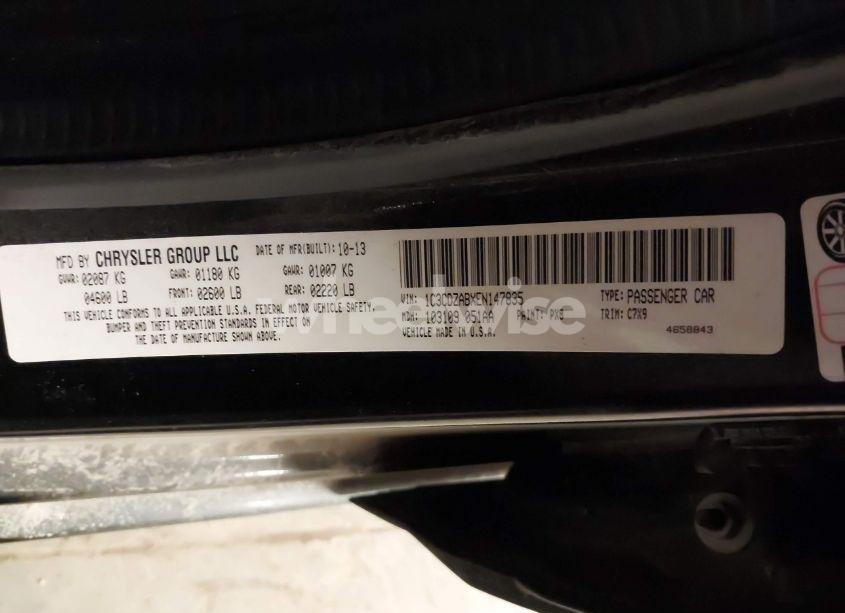 MFD BY CHRYSLER GROUP LLC DATE OF MFR(BUILT): 10-13
GVWR: 02087 KG GAWR: 01180 KG GAWR: 01007 KG
04600 LB FRONT: 02600 LB REAR: 02220 LB
THIS VEHICLE CONFORMS TO ALL APPLICABLE U.S.A. FEDERAL MOTOR VEHICLE SAFETY,
BUMPER AND THEFT PREVENTION STANDARDS IN EFFECT ON
THE DATE OF MANUFACTURE SHOWN ABOVE.
VIN: 1C3CDZABXEN147835 TYPE: PASSENGER CAR
MDH: 103109 051AA PAINT: PX8 TRIM: C7X9
VEHICLE MADE IN U.S.A. 4658843
wheelwise